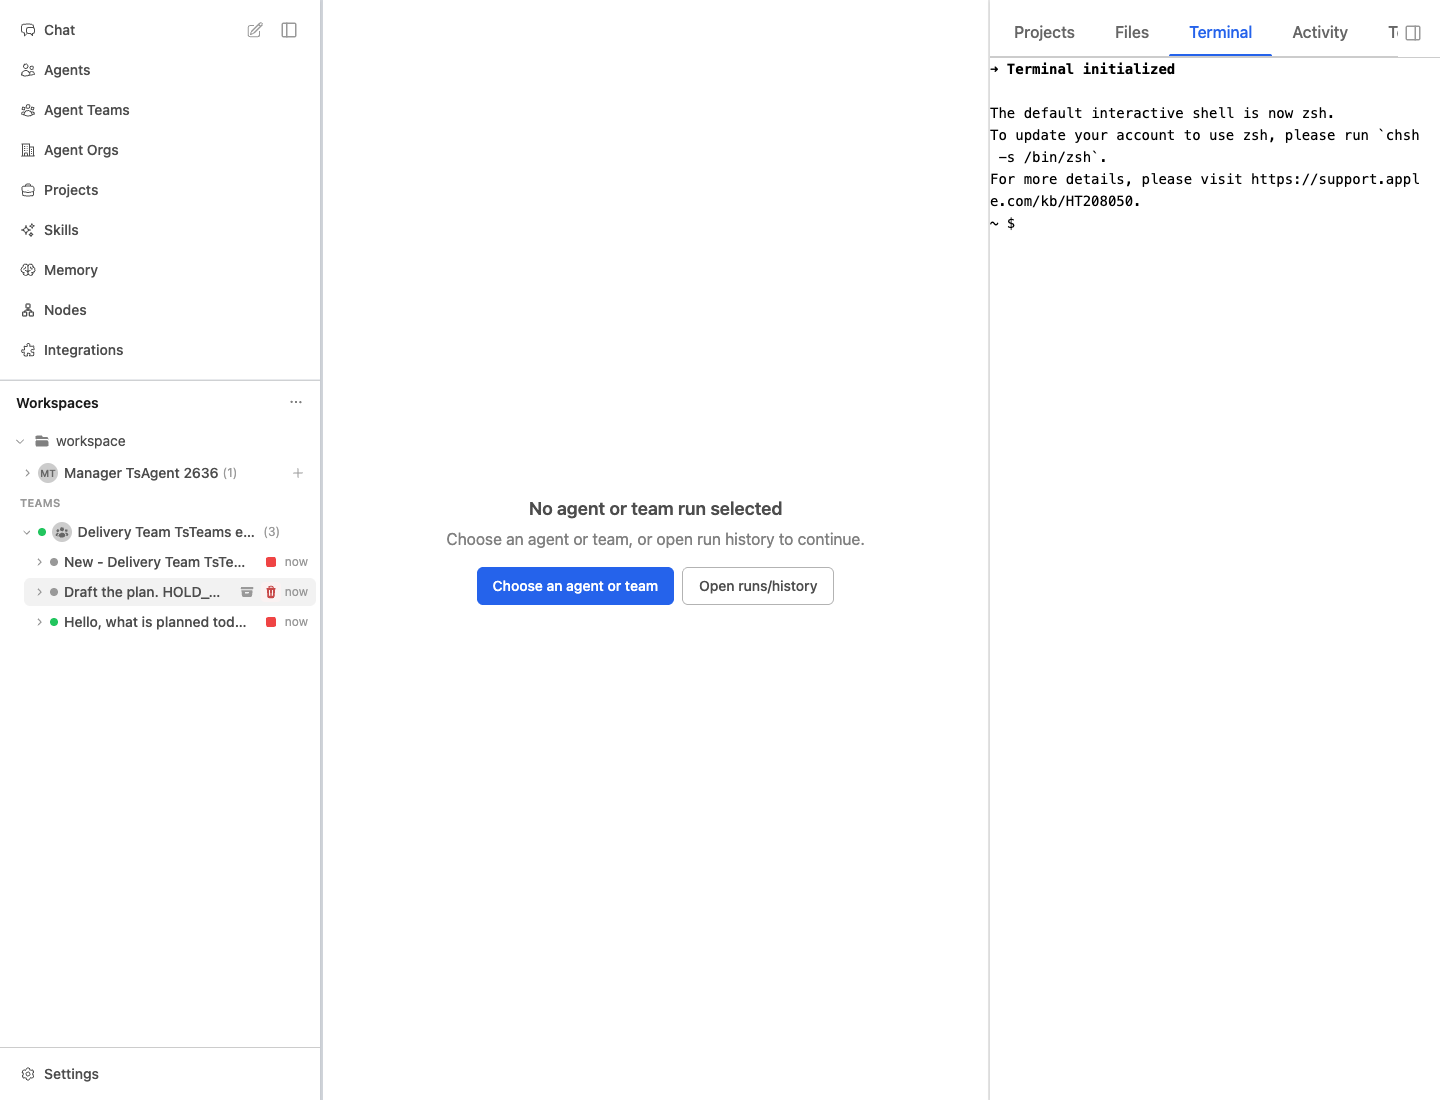 Chat
Agents
Agent Teams
Agent Orgs
Projects
Skills
Memory
Nodes
Integrations
Workspaces
workspace
MT Manager TsAgent 2636 (1)
TEAMS
Delivery Team TsTeams e... (3)
New - Delivery Team TsTe... now
Draft the plan. HOLD_... now
Hello, what is planned tod... now
Settings
No agent or team run selected
Choose an agent or team, or open run history to continue.
Choose an agent or team
Open runs/history
Projects Files Terminal Activity
→ Terminal initialized
The default interactive shell is now zsh.
To update your account to use zsh, please run `chsh
-s /bin/zsh`.
For more details, please visit https://support.appl
e.com/kb/HT208050.
~ $